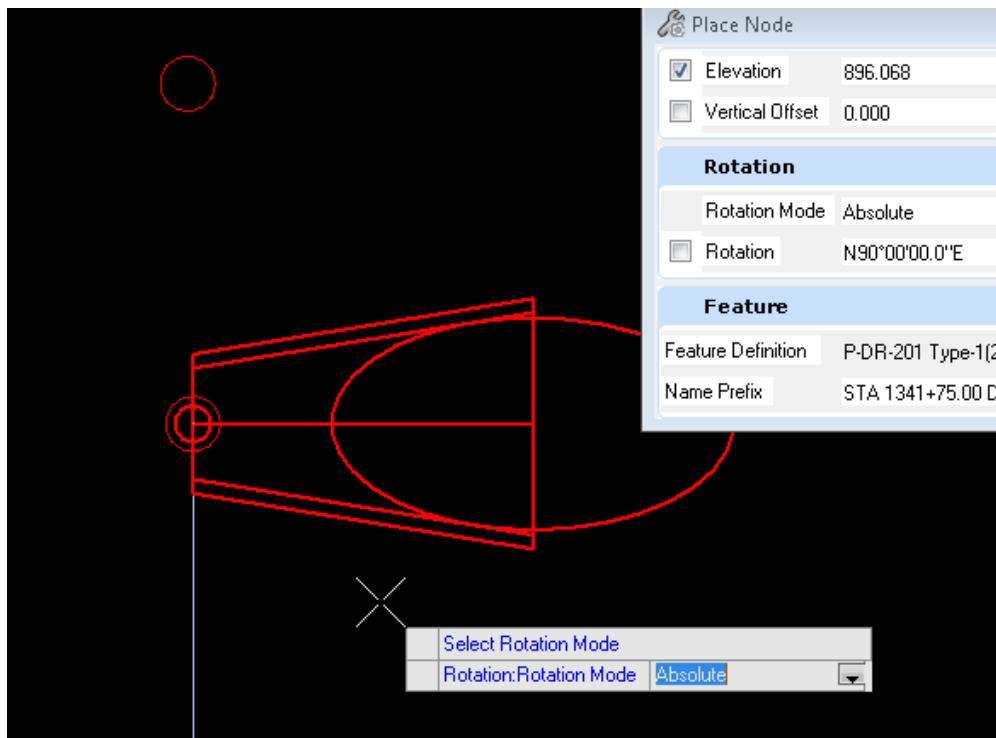 Place Node
Elevation 896.068
Vertical Offset 0.000
Rotation
Rotation Mode Absolute
Rotation N90°00'00.0"E
Feature
Feature Definition P-DR-201 Type-1(2
Name Prefix STA 1341+75.00 D
Select Rotation Mode
Rotation:Rotation Mode Absolute